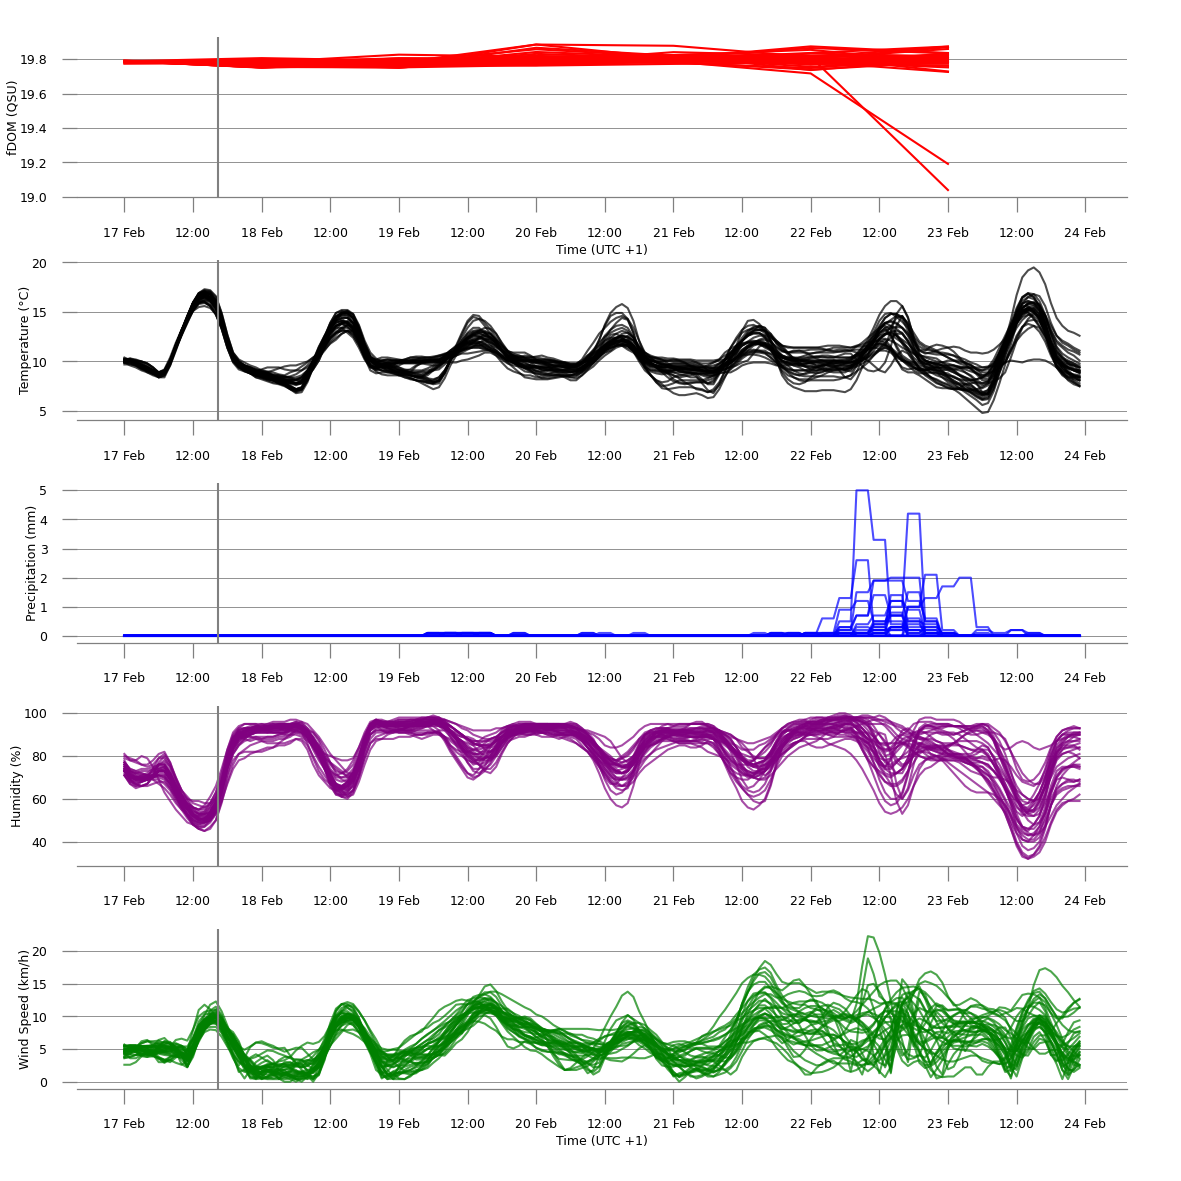 fDOM (QSU)
19.8
19.6
19.4
19.2
19.0
17 Feb 12:00 18 Feb 12:00 19 Feb 12:00 20 Feb 12:00 21 Feb 12:00 22 Feb 12:00 23 Feb 12:00 24 Feb
Time (UTC +1)
Temperature (°C)
20
15
10
5
17 Feb 12:00 18 Feb 12:00 19 Feb 12:00 20 Feb 12:00 21 Feb 12:00 22 Feb 12:00 23 Feb 12:00 24 Feb
Precipitation (mm)
5
4
3
2
1
0
17 Feb 12:00 18 Feb 12:00 19 Feb 12:00 20 Feb 12:00 21 Feb 12:00 22 Feb 12:00 23 Feb 12:00 24 Feb
Humidity (%)
100
80
60
40
17 Feb 12:00 18 Feb 12:00 19 Feb 12:00 20 Feb 12:00 21 Feb 12:00 22 Feb 12:00 23 Feb 12:00 24 Feb
Wind Speed (km/h)
20
15
10
5
0
17 Feb 12:00 18 Feb 12:00 19 Feb 12:00 20 Feb 12:00 21 Feb 12:00 22 Feb 12:00 23 Feb 12:00 24 Feb
Time (UTC +1)